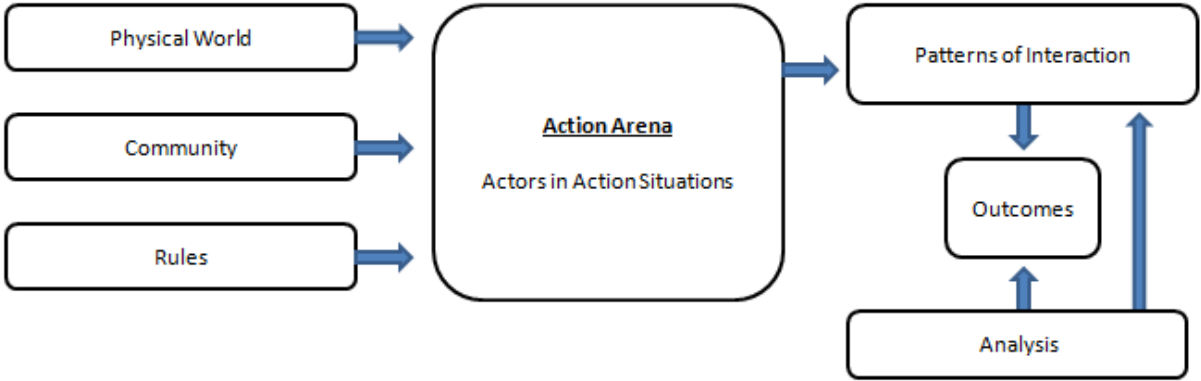 Physical World
Community
Rules
Action Arena
Actors in Action Situations
Patterns of Interaction
Outcomes
Analysis